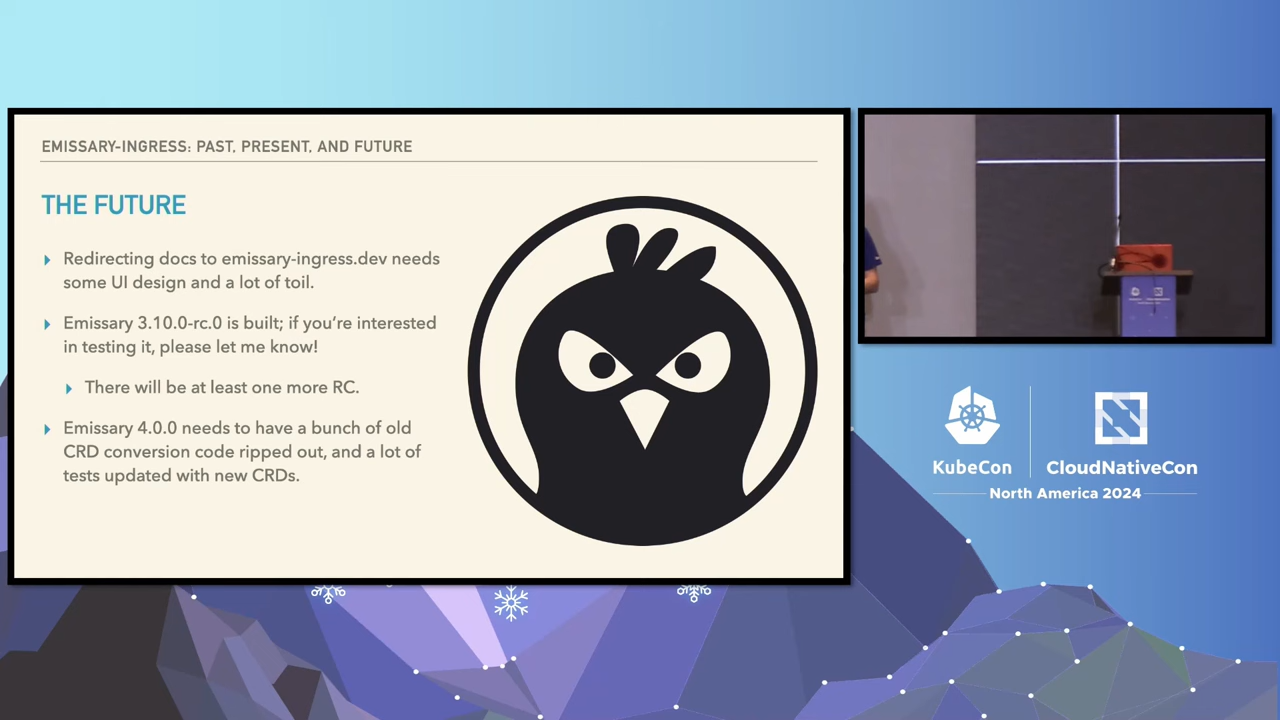 EMISSARY-INGRESS: PAST, PRESENT, AND FUTURE
THE FUTURE
Redirecting docs to emissary-ingress.dev needs
some UI design and a lot of toil.
Emissary 3.10.0-rc.0 is built; if you’re interested
in testing it, please let me know!
There will be at least one more RC.
Emissary 4.0.0 needs to have a bunch of old
CRD conversion code ripped out, and a lot of
tests updated with new CRDs.
KubeCon
CloudNativeCon
North America 2024